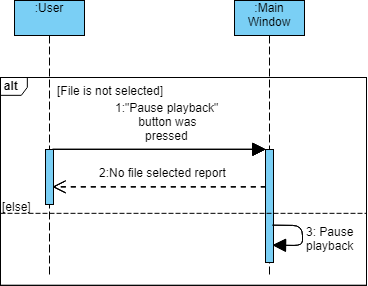 :User
:Main
Window
alt
[File is not selected]
1:"Pause playback"
button was
pressed
2:No file selected report
[else]
3: Pause
playback